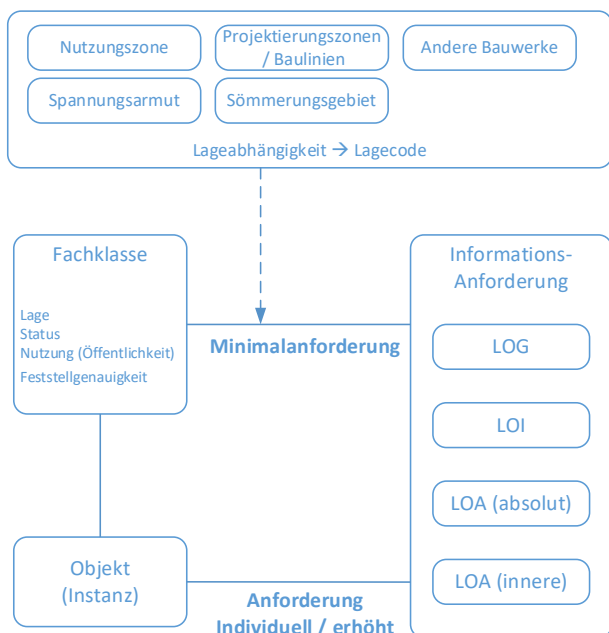 Nutzungszone
Projektierungszonen
/ Baulinien
Andere Bauwerke
Spannungsarmut
Sömmerungsgebiet
Lageabhängigkeit → Lagecode
Fachklasse
Lage
Status
Nutzung (Öffentlichkeit)
Feststellgenauigkeit
Minimalanforderung
Informations-
Anforderung
LOG
LOI
LOA (absolut)
LOA (innere)
Objekt
(Instanz)
Anforderung
Individuell / erhöht